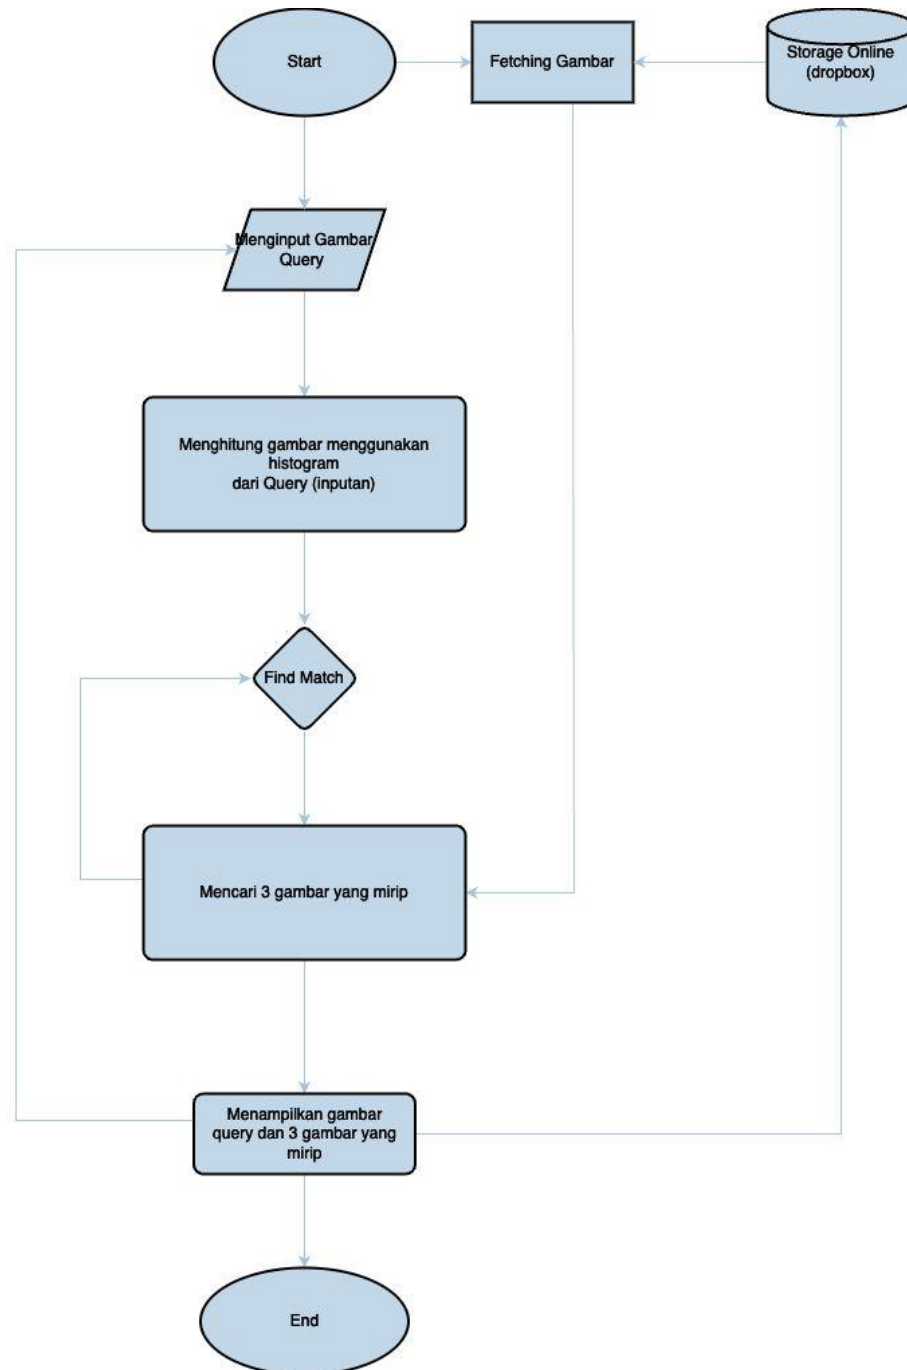 Start
Fetching Gambar
Storage Online
(dropbox)
Menginput Gambar
Query
Menghitung gambar menggunakan
histogram
dari Query (inputan)
Find Match
Mencari 3 gambar yang mirip
Menampilkan gambar
query dan 3 gambar yang
mirip
End